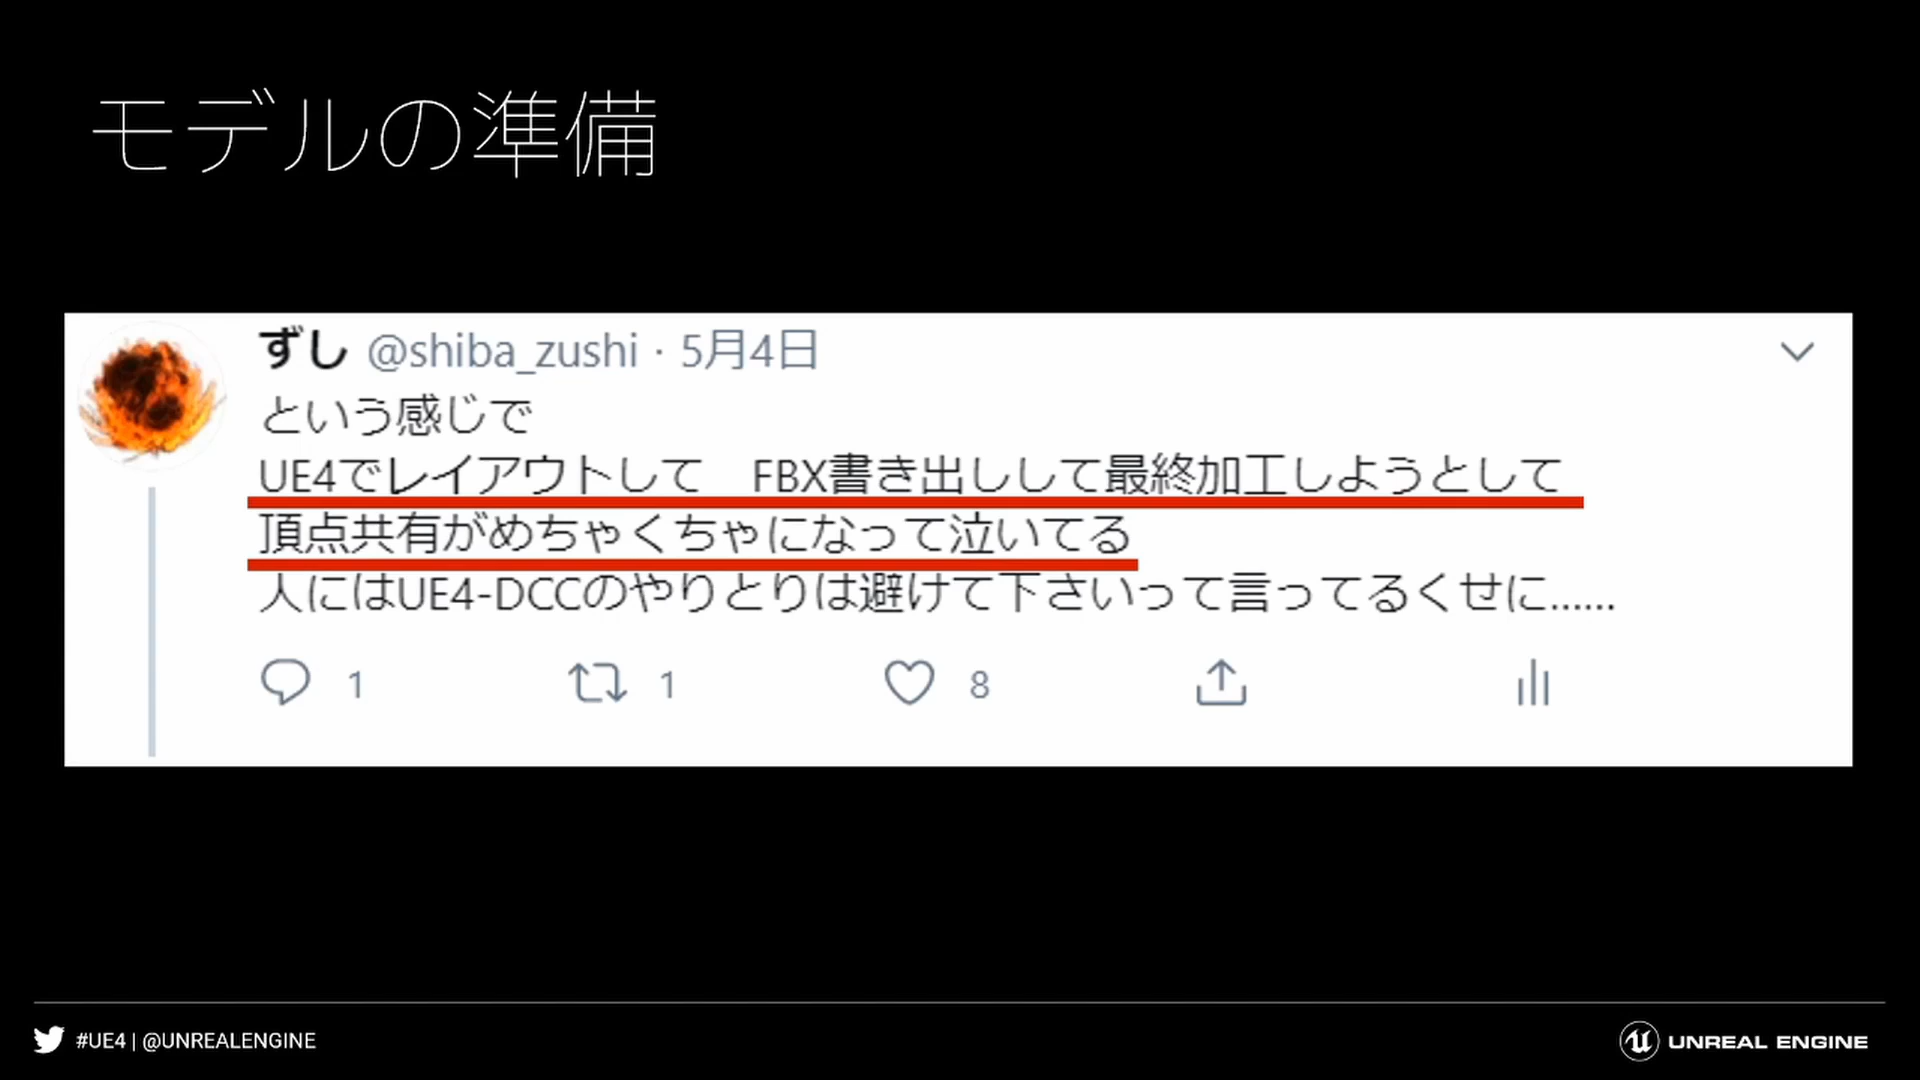 モデルの準備
ずし @shiba_zushi · 5月4日
という感じで
UE4でレイアウトして　FBX書き出しして最終加工しようとして
頂点共有がめちゃくちゃになって泣いてる
人にはUE4-DCCのやりとりは避けて下さいって言ってるくせに......
1 1 8
#UE4 | @UNREALENGINE
UNREAL ENGINE